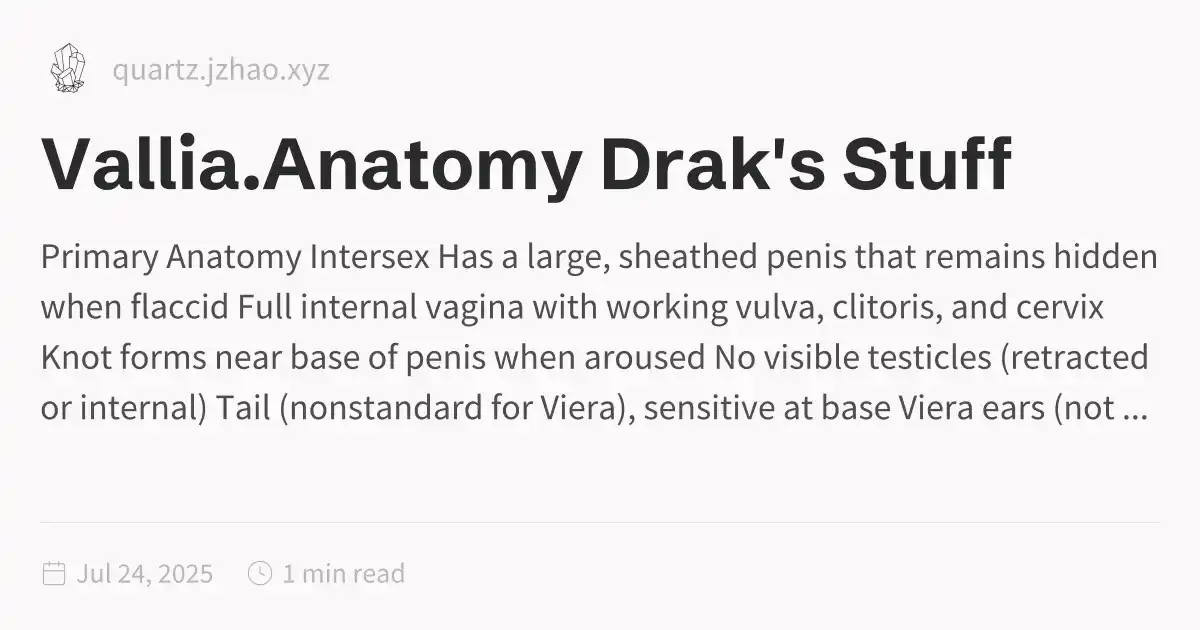 quartz.jzhao.xyz
Vallia.Anatomy Drak's Stuff
Primary Anatomy Intersex Has a large, sheathed penis that remains hidden
when flaccid Full internal vagina with working vulva, clitoris, and cervix
Knot forms near base of penis when aroused No visible testicles (retracted
or internal) Tail (nonstandard for Viera), sensitive at base Viera ears (not ...
Jul 24, 2025 1 min read